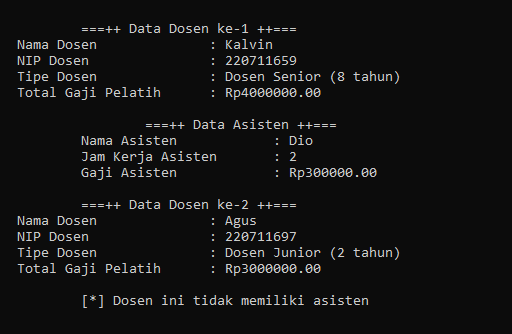 ===++ Data Dosen ke-1 ++===
Nama Dosen : Kalvin
NIP Dosen : 220711659
Tipe Dosen : Dosen Senior (8 tahun)
Total Gaji Pelatih : Rp4000000.00
===++ Data Asisten ++===
Nama Asisten : Dio
Jam Kerja Asisten : 2
Gaji Asisten : Rp300000.00
===++ Data Dosen ke-2 ++===
Nama Dosen : Agus
NIP Dosen : 220711697
Tipe Dosen : Dosen Junior (2 tahun)
Total Gaji Pelatih : Rp3000000.00
[*] Dosen ini tidak memiliki asisten